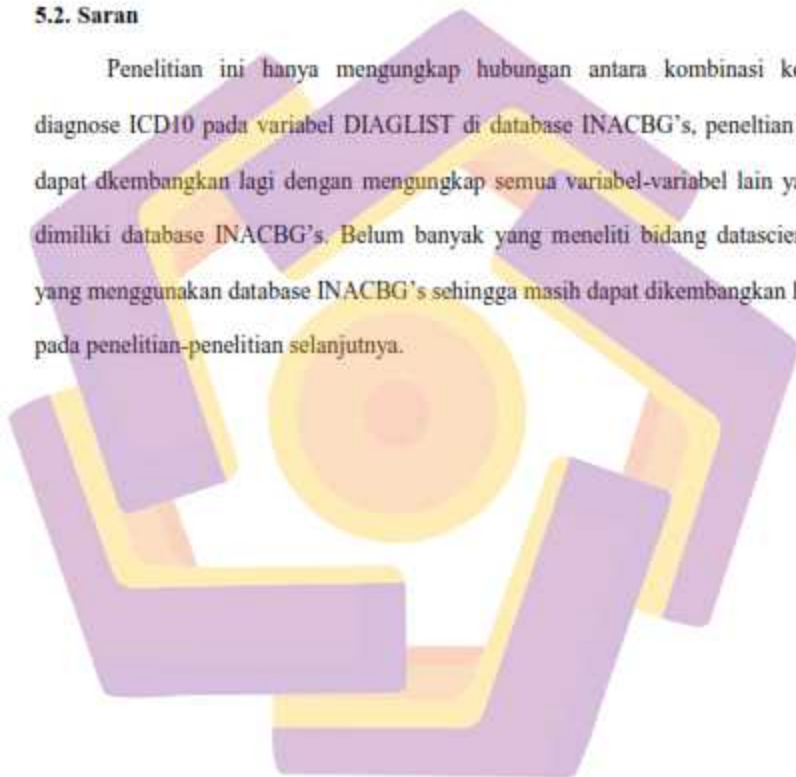 5.2. Saran
Penelitian ini hanya mengungkap hubungan antara kombinasi
diagnose ICD10 pada variabel DIAGLIST di database INACBG's, peneltian
dapat dkembangkan lagi dengan mengungkap semua variabel-variabel lain
dimiliki database INACBG's. Belum banyak yang meneliti bidang
yang menggunakan database INACBG's sehingga masih dapat dikembangkan
pada penelitian-penelitian selanjutnya.